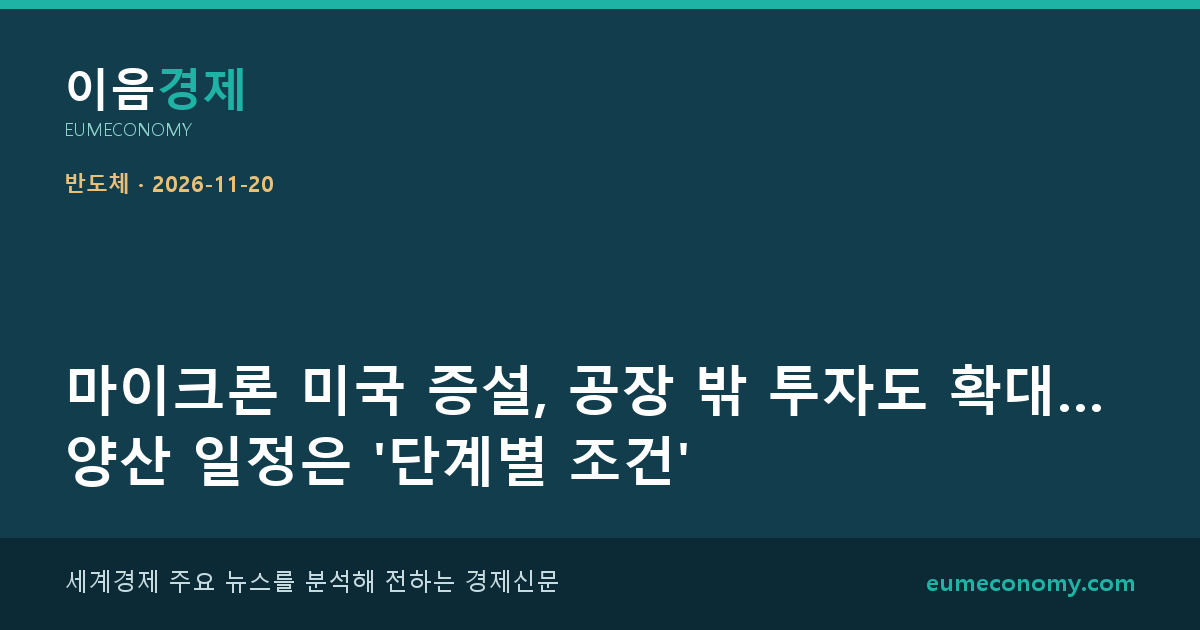 이음경제
EUMECONOMY
반도체 · 2026-11-20
마이크론 미국 증설, 공장 밖 투자도 확대...
양산 일정은 '단계별 조건'
세계경제 주요 뉴스를 분석해 전하는 경제신문
eumeconomy.com